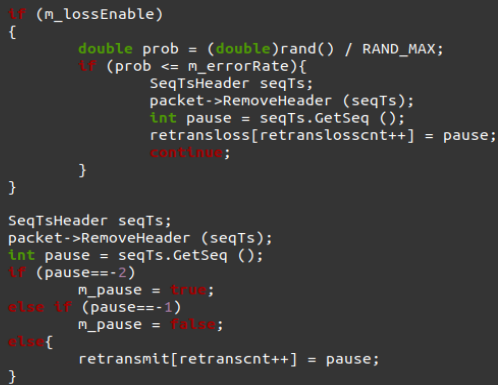 if (m_lossEnable)
{
        double prob = (double)rand() / RAND_MAX;
        if (prob <= m_errorRate){
                SeqTsHeader seqTs;
                packet->RemoveHeader (seqTs);
                int pause = seqTs.GetSeq ();
                retransloss[retranslosscnt++] = pause;
                continue;
        }
}

SeqTsHeader seqTs;
packet->RemoveHeader (seqTs);
int pause = seqTs.GetSeq ();
if (pause==-2)
        m_pause = true;
else if (pause==-1)
        m_pause = false;
else{
        retransmit[retranscnt++] = pause;
}